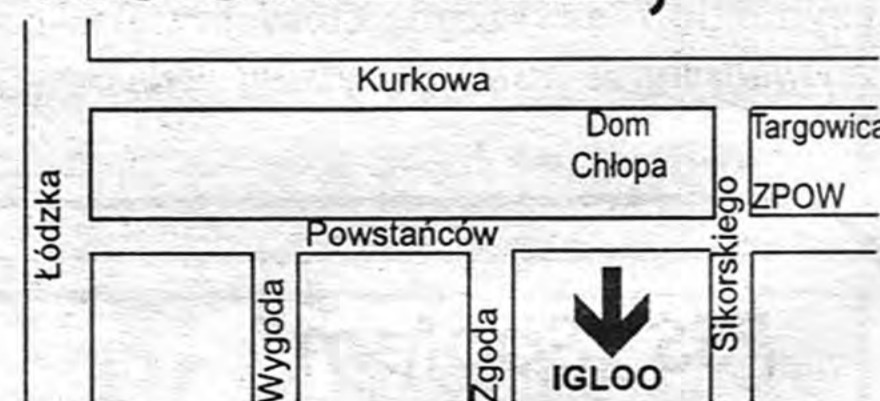 Kurkowa
Dom
Chłopa
Targowica
ZPOW
Łódzka
Powstańców
Sikorskiego
Wygoda
Zgoda
IGLOO